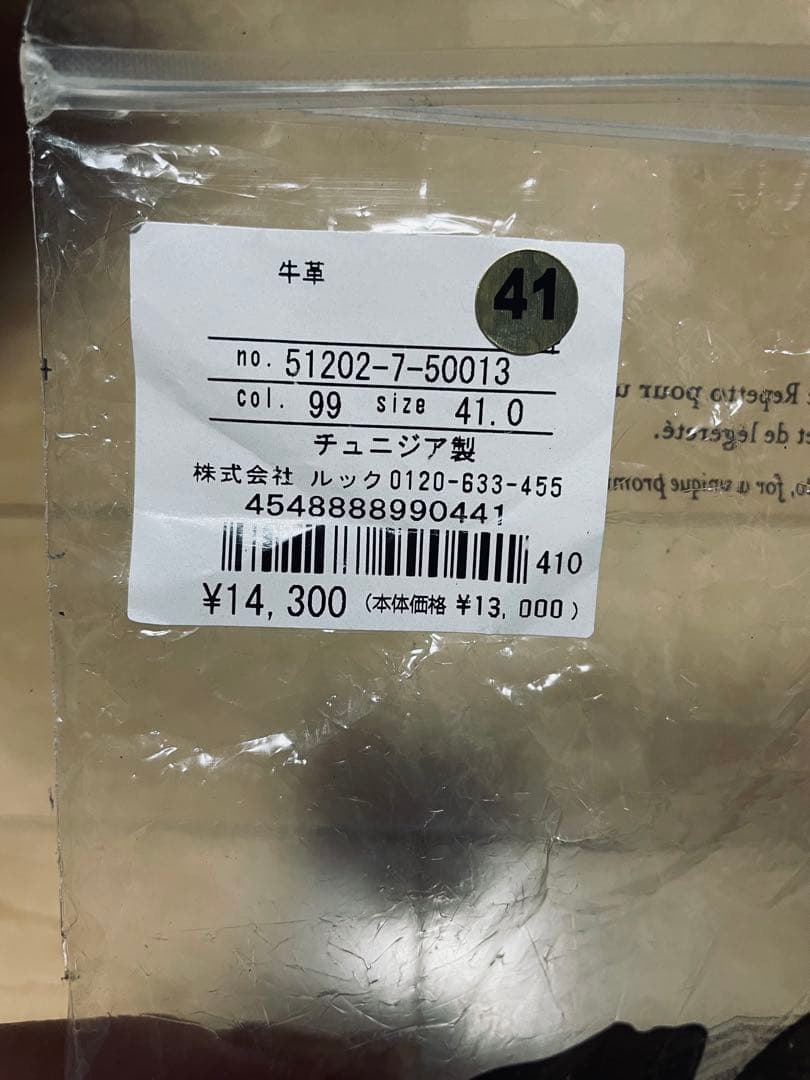 牛革
41
no. 51202-7-50013
col. 99 size 41.0
チュニジア製
株式会社 ルック 0120-633-455
4548888990441
410
¥14,300 (本体価格 ¥13,000)
Repetto pour u
et de légèreté.
, for a unique promi